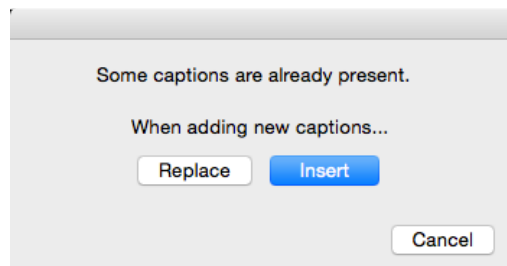 Some captions are already present.
When adding new captions...
Replace Insert
Cancel